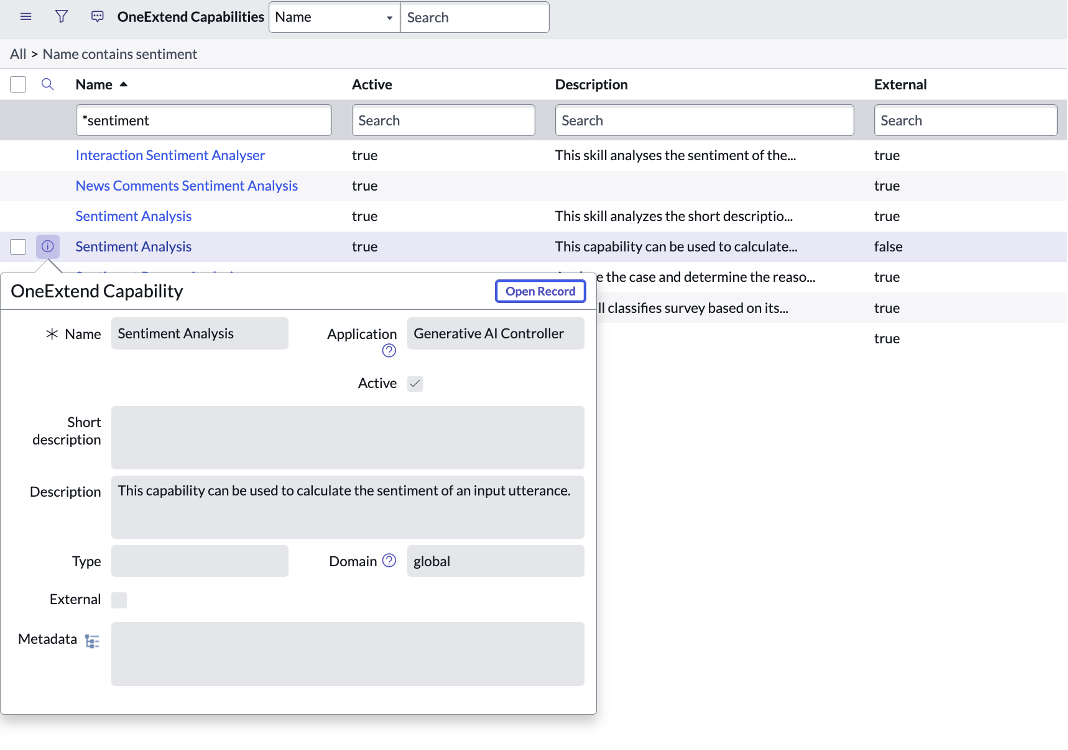 OneExtend Capabilities Name Search
All > Name contains sentiment
Name Active Description External
*sentiment Search Search Search
Interaction Sentiment Analyser true This skill analyses the sentiment of the... true
News Comments Sentiment Analysis true true
Sentiment Analysis true This skill analyzes the short descriptio... true
Sentiment Analysis true This capability can be used to calculate... false
the case and determine the reaso... true
OneExtend Capability Open Record
classifies survey based on its... true
Name Sentiment Analysis Application Generative AI Controller
true
Active
Short
description
Description This capability can be used to calculate the sentiment of an input utterance.
Type Domain global
External
Metadata